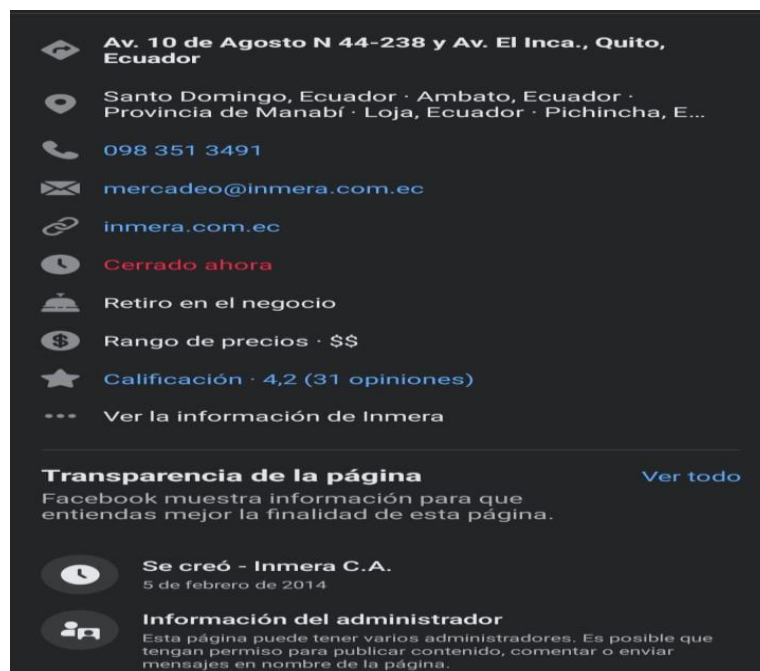 Av. 10 de Agosto N 44-238 y Av. El Inca., Quito,
Ecuador
Santo Domingo, Ecuador · Ambato, Ecuador ·
Provincia de Manabí · Loja, Ecuador · Pichincha, E...
098 351 3491
mercadeo@inmera.com.ec
inmera.com.ec
Cerrado ahora
Retiro en el negocio
Rango de precios · $$
Calificación · 4,2 (31 opiniones)
Ver la información de Inmera
Transparencia de la página
Ver todo
Facebook muestra información para que
entiendas mejor la finalidad de esta página.
Se creó - Inmera C.A.
5 de febrero de 2014
Información del administrador
Esta página puede tener varios administradores. Es posible que
tengan permiso para publicar contenido, comentar o enviar
mensajes en nombre de la página.